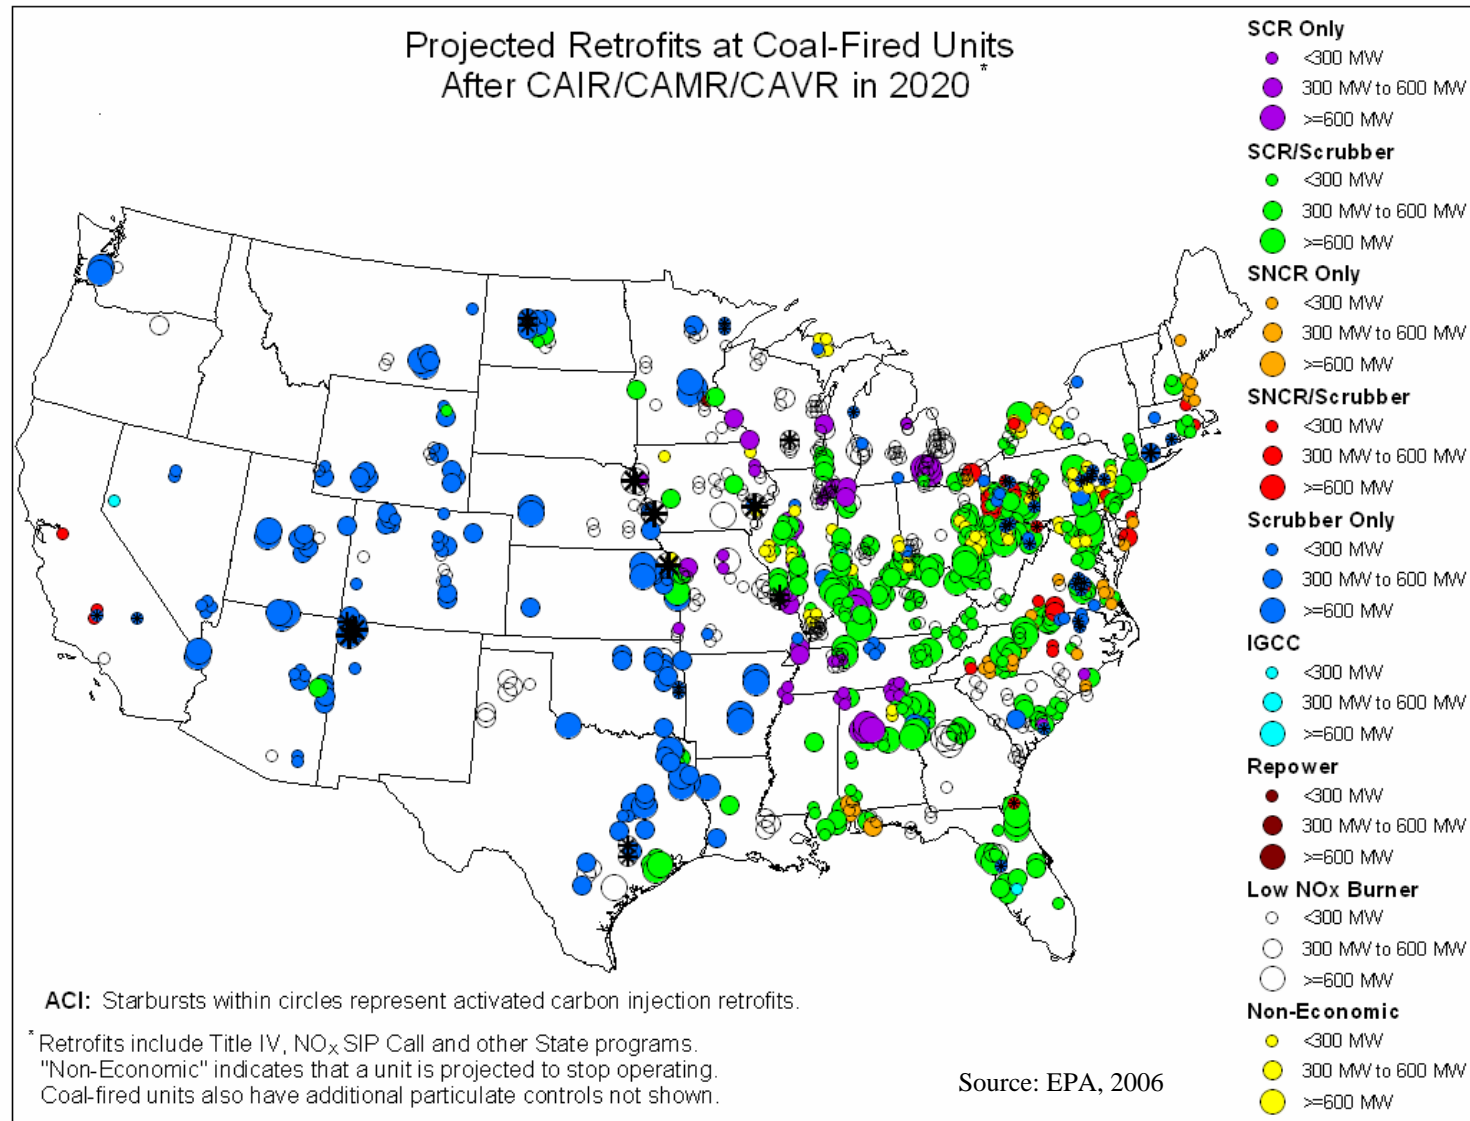 Projected Retrofits at Coal-Fired Units
After CAIR/CAMR/CAVR in 2020 *
SCR Only
<300 MW
300 MW to 600 MW
>=600 MW
SCR/Scrubber
<300 MW
300 MW to 600 MW
>=600 MW
SNCR Only
<300 MW
300 MW to 600 MW
>=600 MW
SNCR/Scrubber
<300 MW
300 MW to 600 MW
>=600 MW
Scrubber Only
<300 MW
300 MW to 600 MW
>=600 MW
IGCC
<300 MW
300 MW to 600 MW
>=600 MW
Repower
<300 MW
300 MW to 600 MW
>=600 MW
Low NOx Burner
<300 MW
300 MW to 600 MW
>=600 MW
Non-Economic
<300 MW
300 MW to 600 MW
>=600 MW
ACI: Starbursts within circles represent activated carbon injection retrofits.
* Retrofits include Title IV, NOx SIP Call and other State programs.
"Non-Economic" indicates that a unit is projected to stop operating.
Coal-fired units also have additional particulate controls not shown.
Source: EPA, 2006